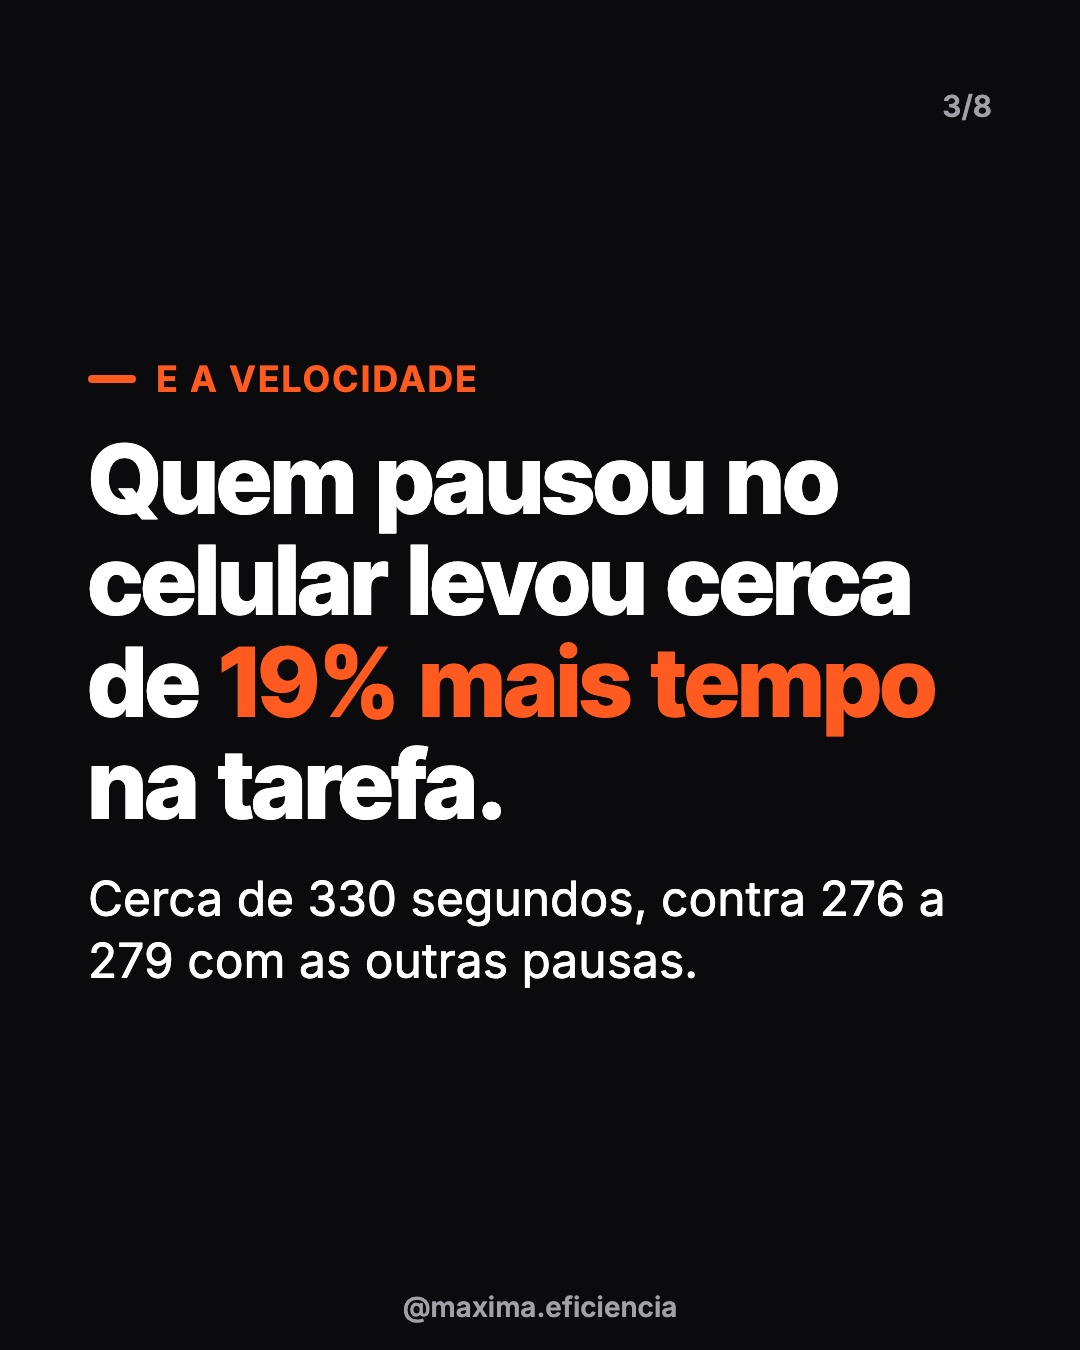 3/8
E A VELOCIDADE
Quem pausou no
celular levou cerca
de 19% mais tempo
na tarefa.
Cerca de 330 segundos, contra 276 a
279 com as outras pausas.
@maxima.eficiencia